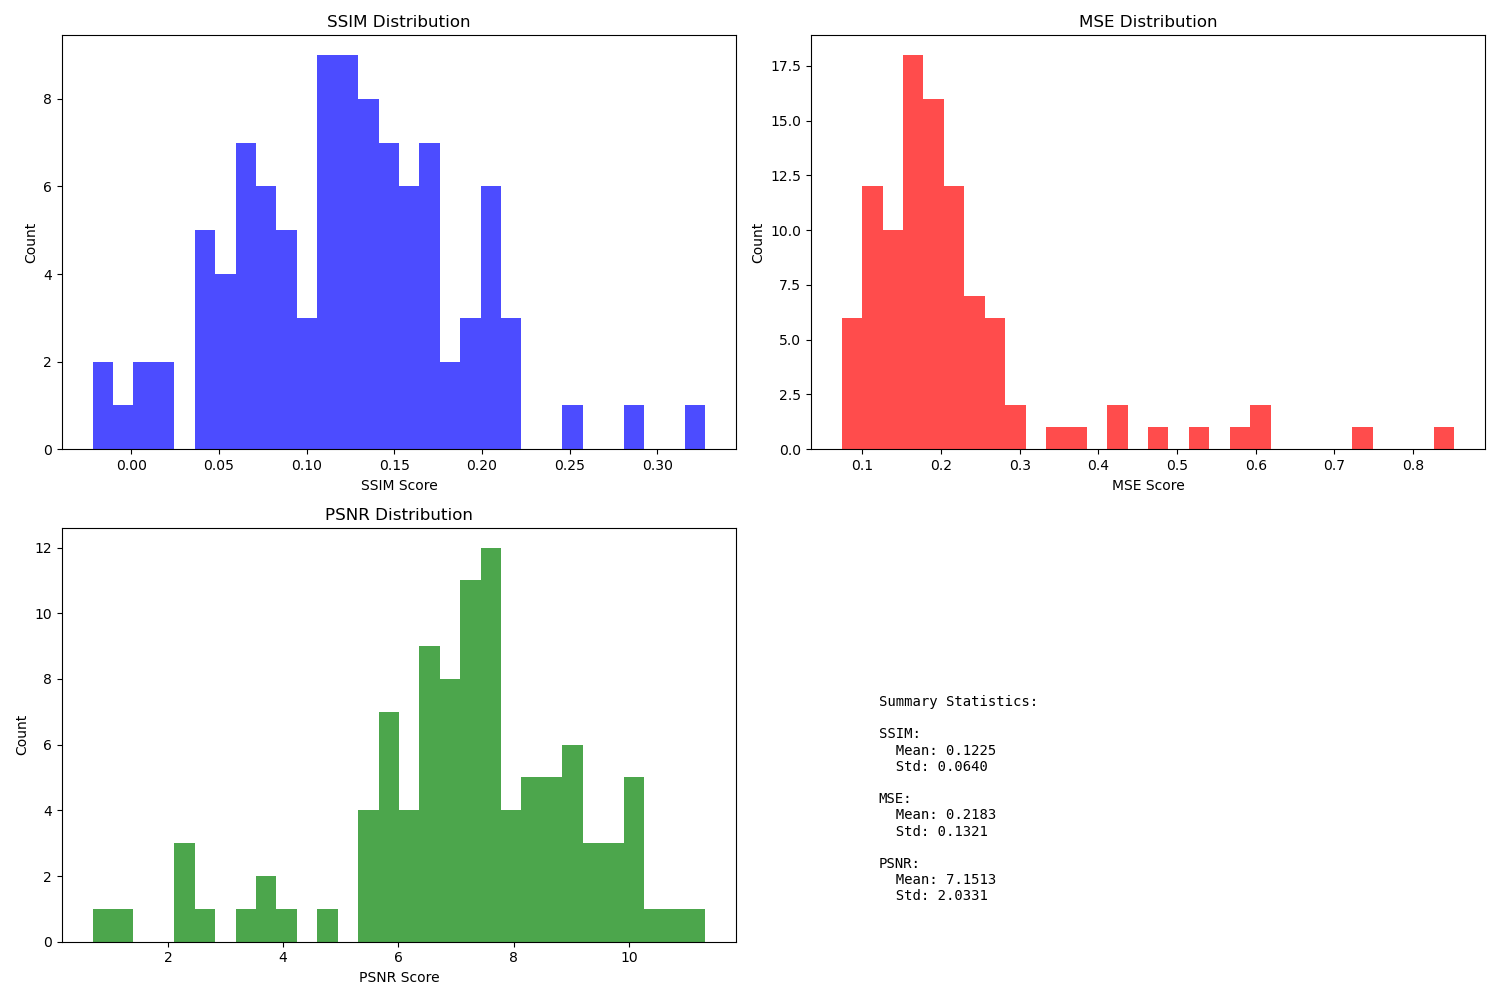 SSIM Distribution
8
6
4
2
0
Count
0.00 0.05 0.10 0.15 0.20 0.25 0.30
SSIM Score
MSE Distribution
17.5
15.0
12.5
10.0
7.5
5.0
2.5
0.0
Count
0.1 0.2 0.3 0.4 0.5 0.6 0.7 0.8
MSE Score
PSNR Distribution
12
10
8
6
4
2
0
Count
2 4 6 8 10
PSNR Score
Summary Statistics:
SSIM:
Mean: 0.1225
Std: 0.0640
MSE:
Mean: 0.2183
Std: 0.1321
PSNR:
Mean: 7.1513
Std: 2.0331